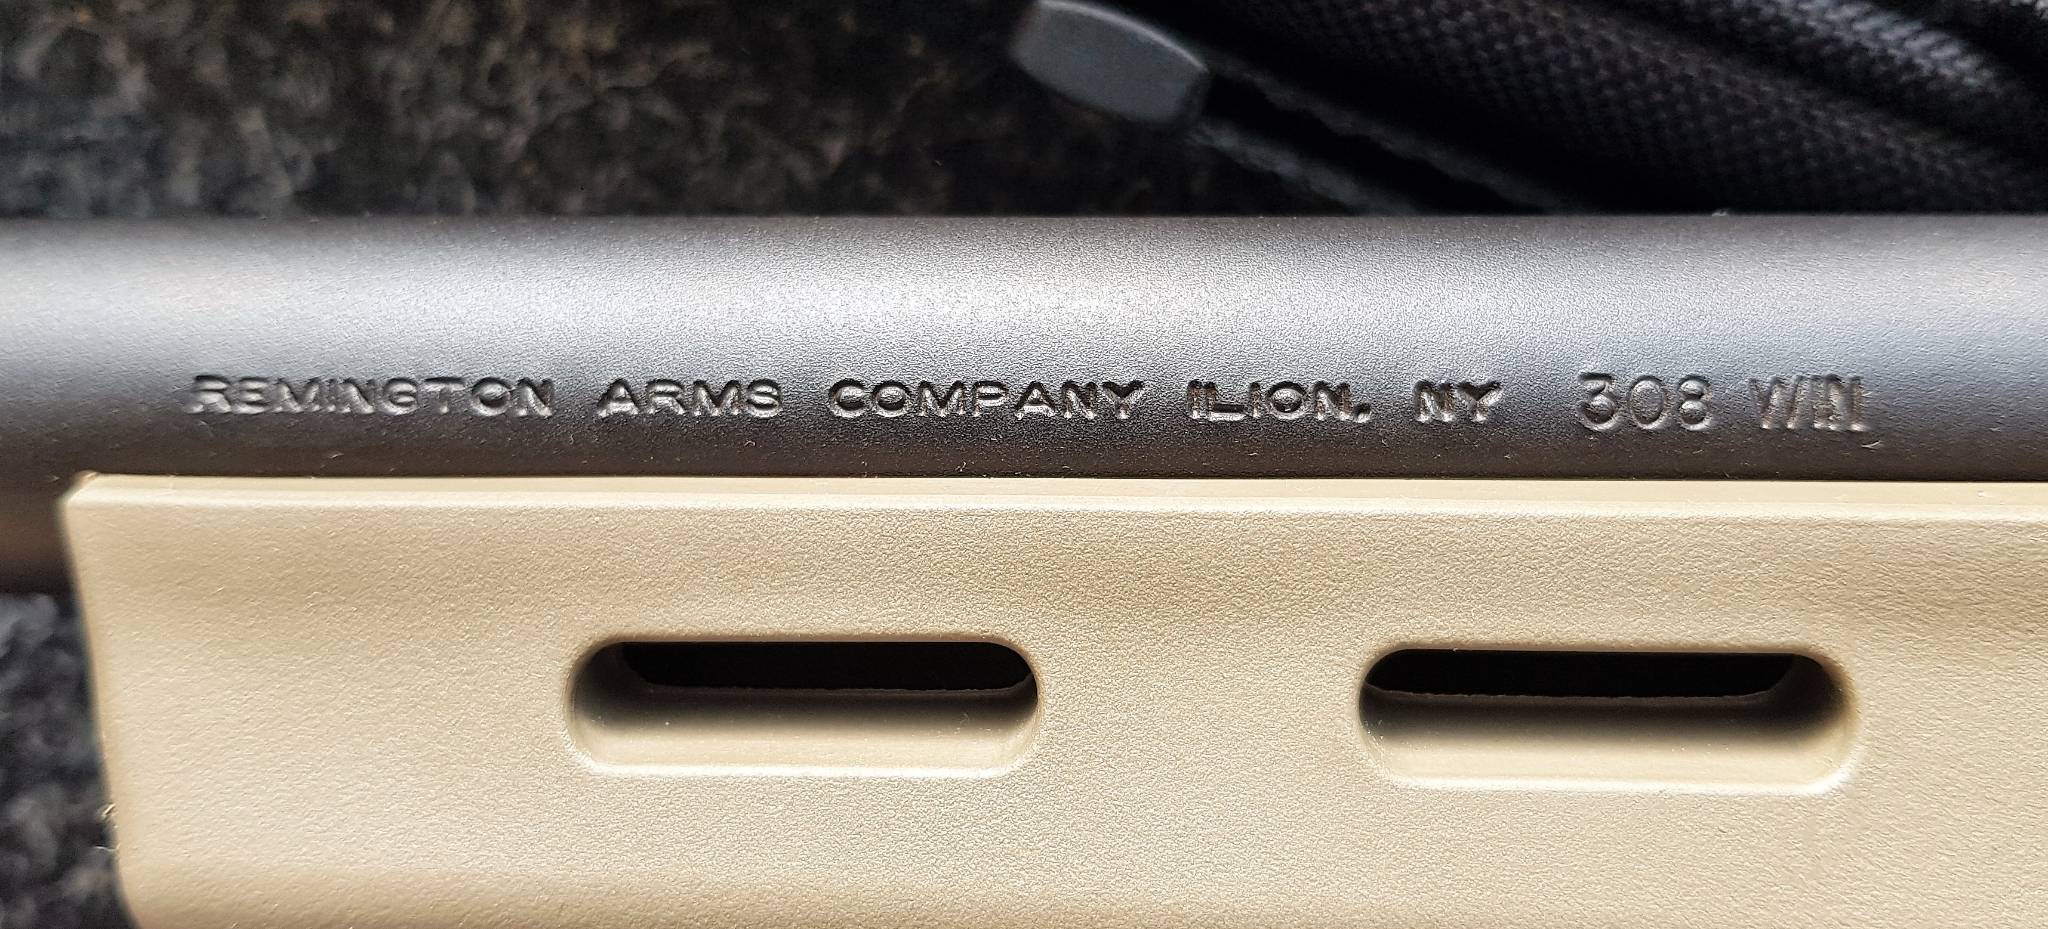 REMINGTON ARMS COMPANY ILION, NY 308 WIN